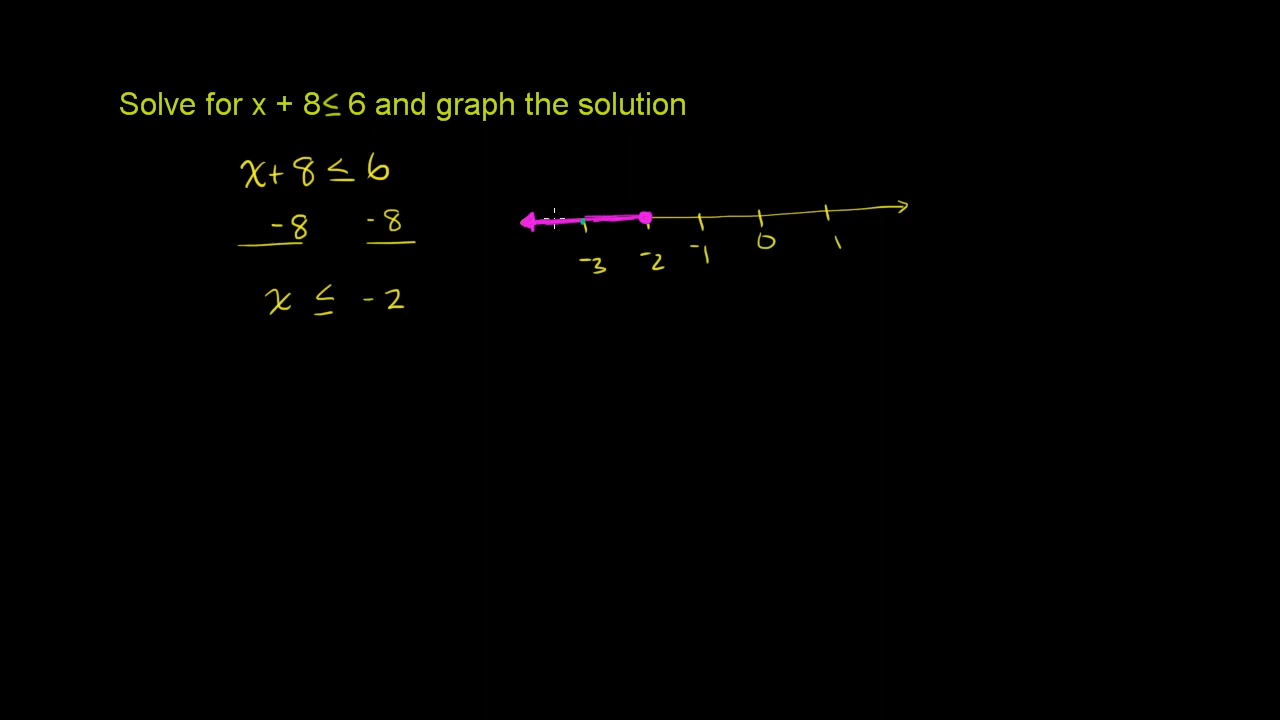 Solve for x + 8 ≤ 6 and graph the solution
x + 8 ≤ 6
-8 -8
x ≤ -2
-3 -2 -1 0 1